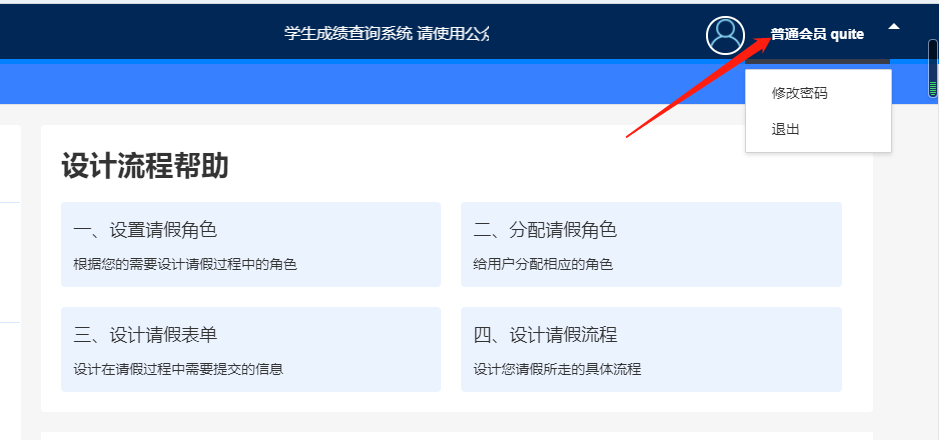 学生成绩查询系统 请使用公众
普通会员 quite
修改密码
退出
设计流程帮助
一、设置请假角色
根据您的需要设计请假过程中的角色
二、分配请假角色
给用户分配相应的角色
三、设计请假表单
设计在请假过程中需要提交的信息
四、设计请假流程
设计您请假所走的具体流程